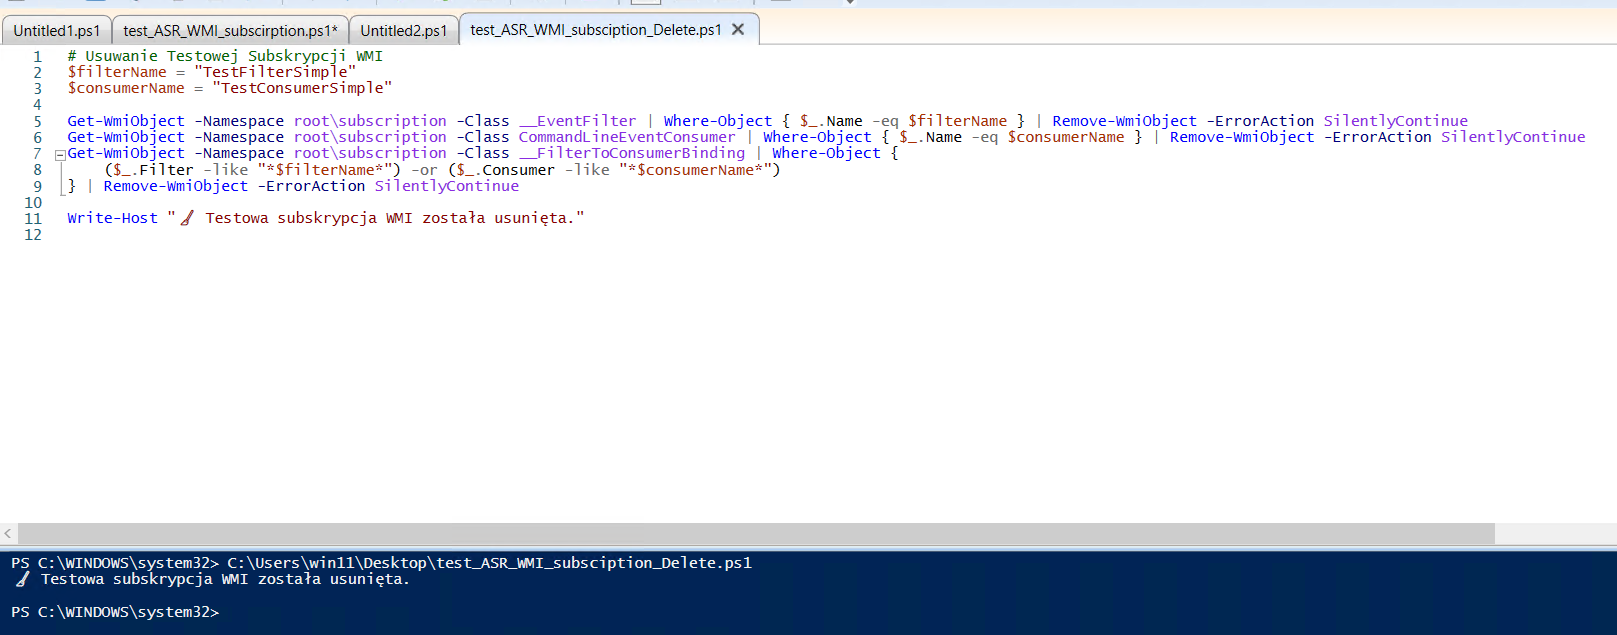 Untitled1.ps1 test_ASR_WMI_subscirption.ps1* Untitled2.ps1 test_ASR_WMI_subsciption_Delete.ps1
1 # Usuwanie Testowej Subskrypcji WMI
2 $filterName = "TestFilterSimple"
3 $consumerName = "TestConsumerSimple"
4
5 Get-WmiObject -Namespace root\subscription -Class __EventFilter | Where-Object { $_.Name -eq $filterName } | Remove-WmiObject -ErrorAction SilentlyContinue
6 Get-WmiObject -Namespace root\subscription -Class CommandLineEventConsumer | Where-Object { $_.Name -eq $consumerName } | Remove-WmiObject -ErrorAction SilentlyContinue
7 Get-WmiObject -Namespace root\subscription -Class __FilterToConsumerBinding | Where-Object {
8 ($_.Filter -like "*$filterName*") -or ($_.Consumer -like "*$consumerName*")
9 } | Remove-WmiObject -ErrorAction SilentlyContinue
10
11 Write-Host "🧹 Testowa subskrypcja WMI została usunięta."
12
PS C:\WINDOWS\system32> C:\Users\win11\Desktop\test_ASR_WMI_subsciption_Delete.ps1
🧹 Testowa subskrypcja WMI została usunięta.
PS C:\WINDOWS\system32>